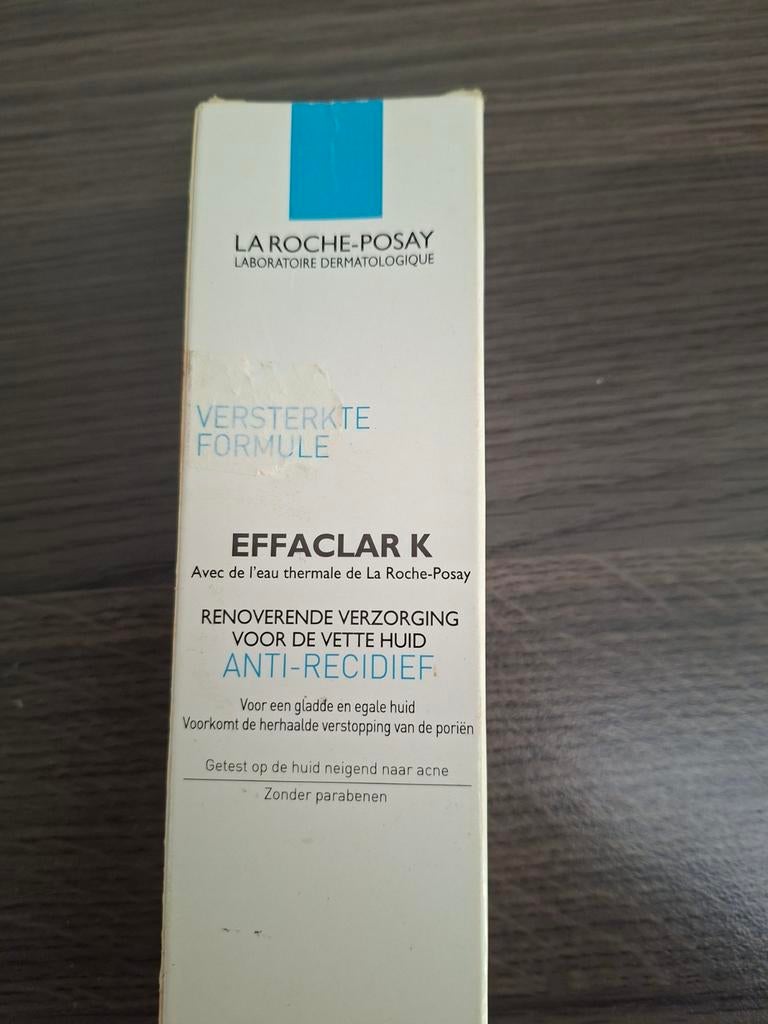 LA ROCHE-POSAY
LABORATOIRE DERMATOLOGIQUE
VERSTERKTE
FORMULE
EFFACLAR K
Avec de l'eau thermale de La Roche-Posay
RENOVERENDE VERZORGING
VOOR DE VETTE HUID
ANTI-RECIDIEF
Voor een gladde en egale huid
Voorkomt de herhaalde verstopping van de poriën
Getest op de huid neigend naar acne
Zonder parabenen